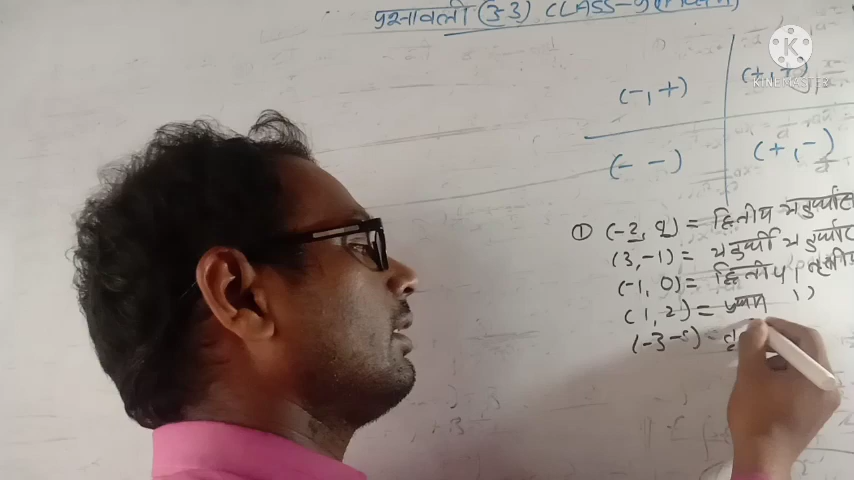 प्रश्नावली (3.3) CLASS-9
KINEMASTER
(-, +) (+, +)
(- -) (+, -)
① (-2, 9) = द्वितीय चतुर्थांश
(3, -1) = चतुर्थ चतुर्थांश
(-1, 0) = द्वितीय, तृतीय
(1, 2) = प्रथम ))
(-3 -5) = तृ